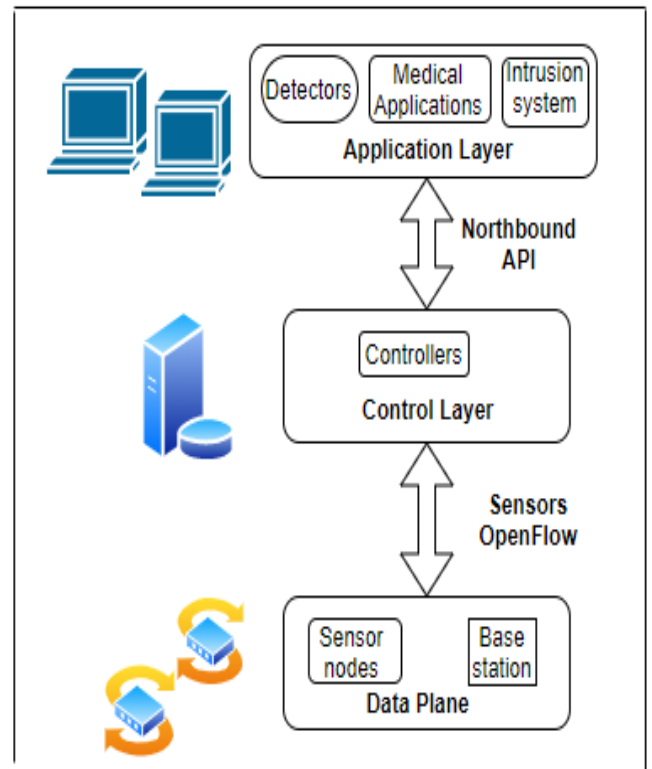 Detectors
Medical
Applications
Intrusion
system
Application Layer
Northbound
API
Controllers
Control Layer
Sensors
OpenFlow
Sensor
nodes
Base
station
Data Plane